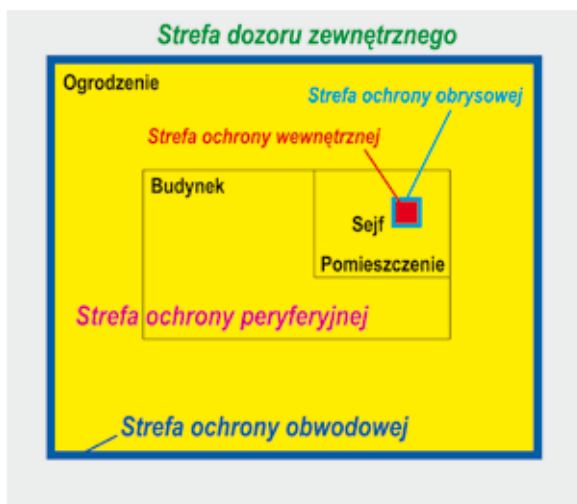 Strefa dozoru zewnętrznego
Ogrodzenie
Strefa ochrony obrysowej
Strefa ochrony wewnętrznej
Budynek
Sejf
Pomieszczenie
Strefa ochrony peryferyjnej
Strefa ochrony obwodowej